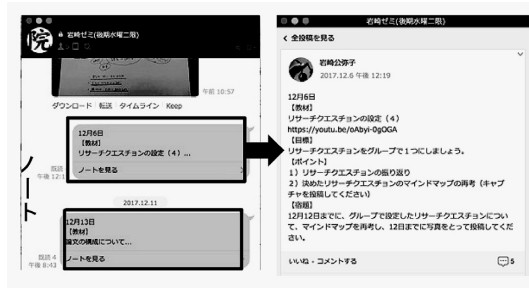 岩崎ゼミ(後期水曜二限)
院
午前 10:57
ダウンロード 転送 タイムライン Keep
12月6日
【教材】
リサーチクエスチョンの設定（4）...
ノートを見る
既読
午後 12:1
2017.12.11
12月13日
【教材】
論文の構成について...
ノートを見る
既読 4
午後 8:43
ノート
岩崎ゼミ(後期水曜二限)
< 全投稿を見る
岩崎公弥子
2017.12.6 午後 12:19
12月6日
【教材】
リサーチクエスチョンの設定（4）
https://youtu.be/oAbyi-0gOGA
【目標】
リサーチクエスチョンをグループで1つにしましょう。
【ポイント】
1）リサーチクエスチョンの振り返り
2）決めたリサーチクエスチョンのマインドマップの再考（キャプ
チャを投稿してください）
【宿題】
12月12日までに、グループで設定したリサーチクエスチョンについ
て、マインドマップを再考し、12日までに写真をとって投稿してくだ
さい。
いいね・コメントする
5